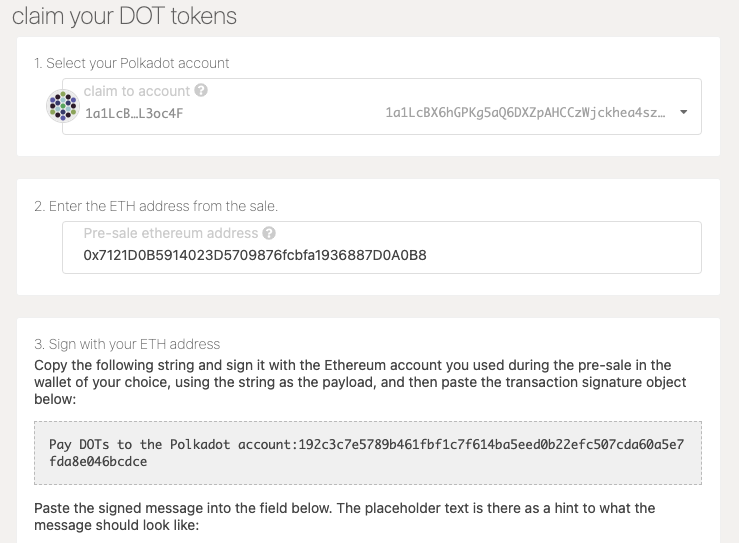 claim your DOT tokens
1. Select your Polkadot account
claim to account ?
1a1LcB…L3oc4F 1a1LcBX6hGPKg5aQ6DXZpAHCCzWjckhea4sz…
2. Enter the ETH address from the sale.
Pre-sale ethereum address ?
0x7121D0B5914023D5709876fcbfa1936887D0A0B8
3. Sign with your ETH address
Copy the following string and sign it with the Ethereum account you used during the pre-sale in the
wallet of your choice, using the string as the payload, and then paste the transaction signature object
below:
Pay DOTs to the Polkadot account:192c3c7e5789b461fbf1c7f614ba5eed0b22efc507cda60a5e7
fda8e046bcdce
Paste the signed message into the field below. The placeholder text is there as a hint to what the
message should look like: